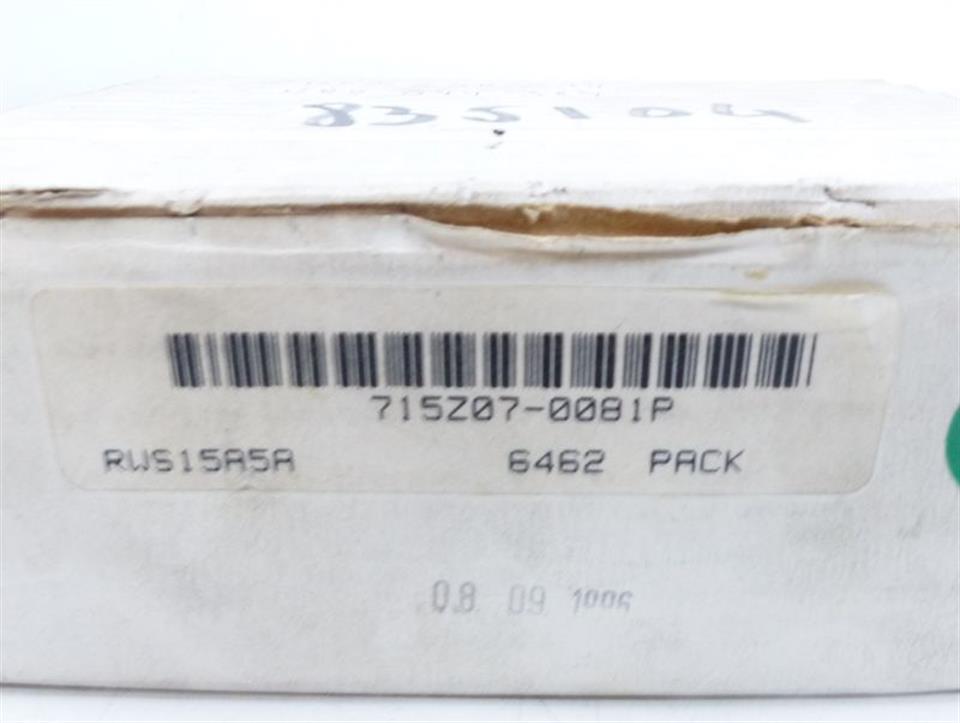 835104
715Z07-0081P
RWS15A5A 6462 PACK
08 09 1996